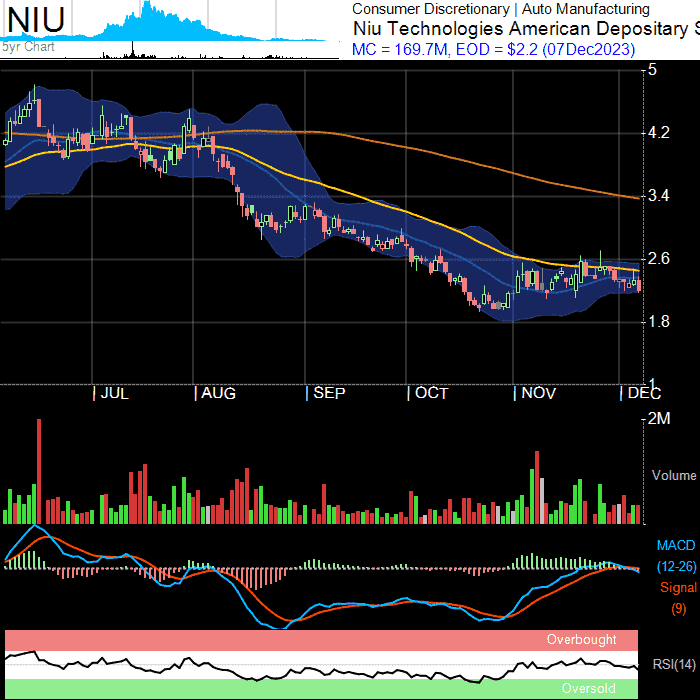 NIU
5yr Chart
Consumer Discretionary | Auto Manufacturing
Niu Technologies American Depositary S
MC = 169.7M, EOD = $2.2 (07Dec2023)
5
4.2
3.4
2.6
1.8
1
| JUL | AUG | SEP | OCT | NOV | DEC
2M
Volume
MACD
(12-26)
Signal
(9)
Overbought
RSI(14)
Oversold